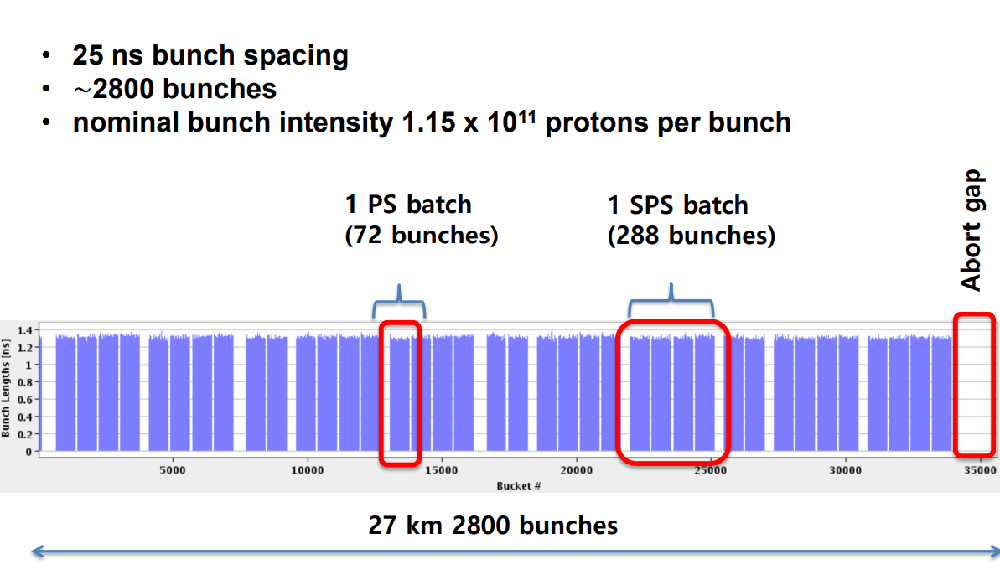 • 25 ns bunch spacing
• ~2800 bunches
• nominal bunch intensity 1.15 x 10¹¹ protons per bunch
1 PS batch
(72 bunches)
1 SPS batch
(288 bunches)
Abort gap
Bunch Lengths [ns]
1.4
1.2
1
0.8
0.6
0.4
0.2
0
5000 10000 15000 20000 25000 30000 35000
Bucket #
27 km 2800 bunches